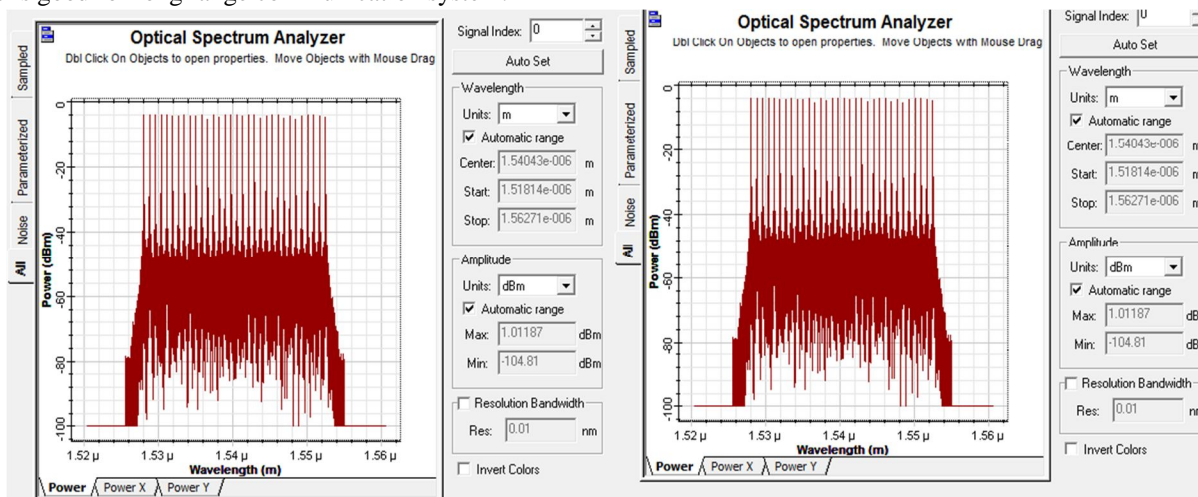 Optical Spectrum Analyzer
Dbl Click On Objects to open properties. Move Objects with Mouse Drag
Sampled
Parameterized
Noise
All
Power (dBm)
0
-20
-40
-60
-80
-100
1.52 µ
1.53 µ
1.54 µ
1.55 µ
1.56 µ
Wavelength (m)
Power
Power X
Power Y
Signal Index: 0
Auto Set
Wavelength
Units: m
Automatic range
Center: 1.54043e-006 m
Start: 1.51814e-006 m
Stop: 1.56271e-006 m
Amplitude
Units: dBm
Automatic range
Max: 1.01187 dBm
Min: -104.81 dBm
Resolution Bandwidth
Res: 0.01 nm
Invert Colors
Optical Spectrum Analyzer
Dbl Click On Objects to open properties. Move Objects with Mouse Drag
Sampled
Parameterized
Noise
All
Power (dBm)
0
-20
-40
-60
-80
-100
1.52 µ
1.53 µ
1.54 µ
1.55 µ
1.56 µ
Wavelength (m)
Power
Power X
Power Y
Signal Index: 0
Auto Set
Wavelength
Units: m
Automatic range
Center: 1.54043e-006 m
Start: 1.51814e-006 m
Stop: 1.56271e-006 m
Amplitude
Units: dBm
Automatic range
Max: 1.01187 dBm
Min: -104.81 dBm
Resolution Bandwidth
Res: 0.01 nm
Invert Colors